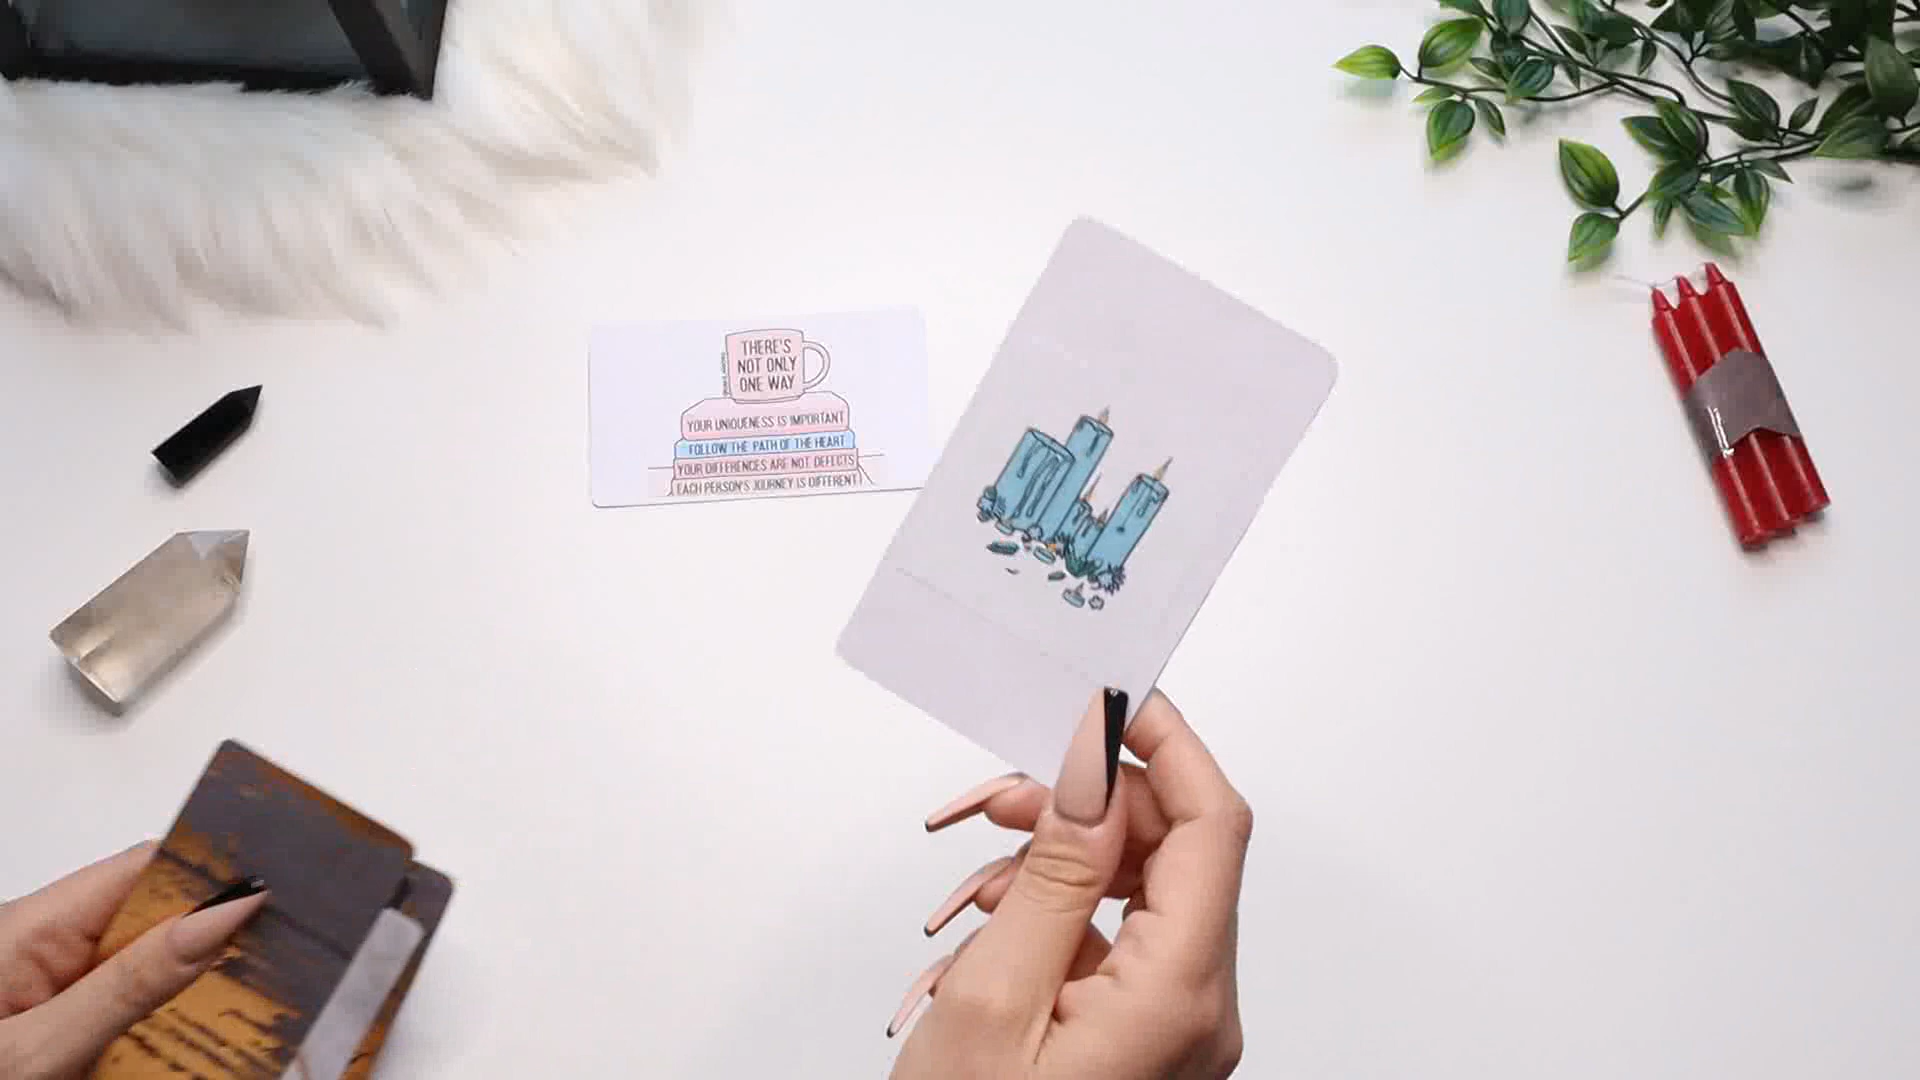 THERE'S
NOT ONLY
ONE WAY
YOUR UNIQUENESS IS IMPORTANT
FOLLOW THE PATH OF THE HEART
YOUR DIFFERENCES ARE NOT DEFECTS
EACH PERSON'S JOURNEY IS DIFFERENT